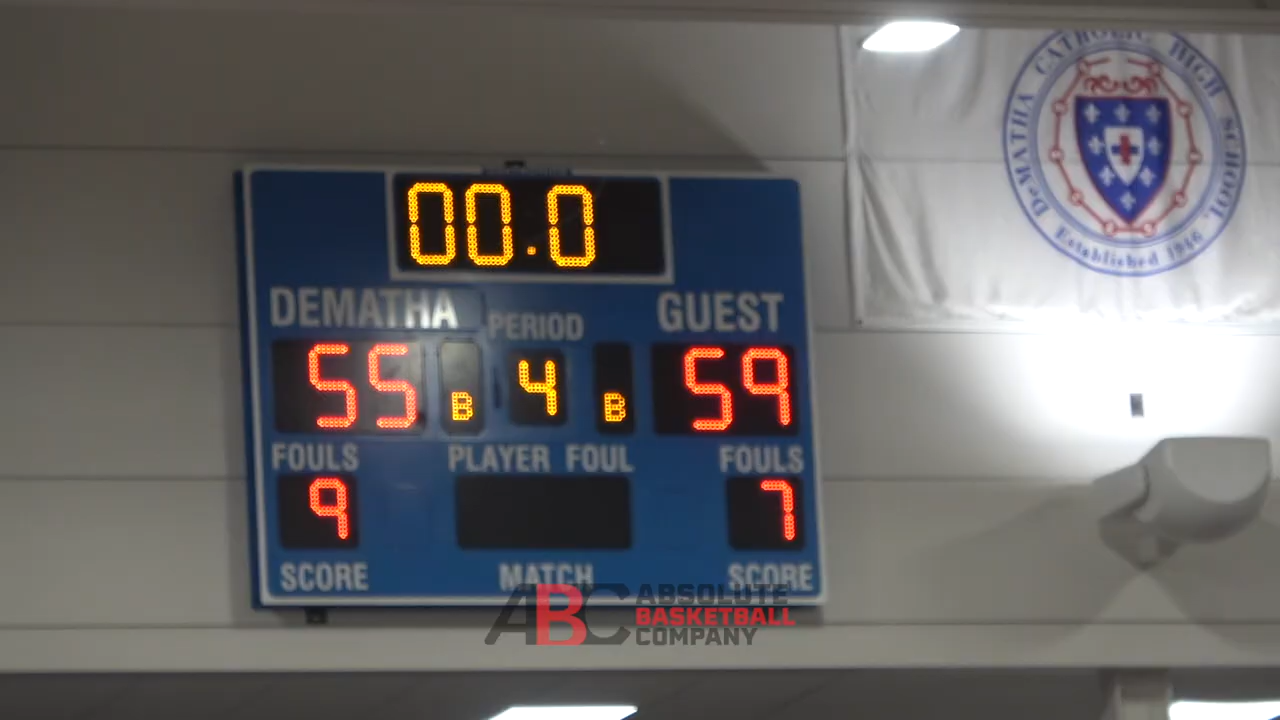 DeMATHA CATHOLIC HIGH SCHOOL
Established 1946
00.0
DEMATHA PERIOD GUEST
55 B 4 B 59
FOULS PLAYER FOUL FOULS
9 7
SCORE MATCH SCORE
ABC ABSOLUTE
BASKETBALL
COMPANY